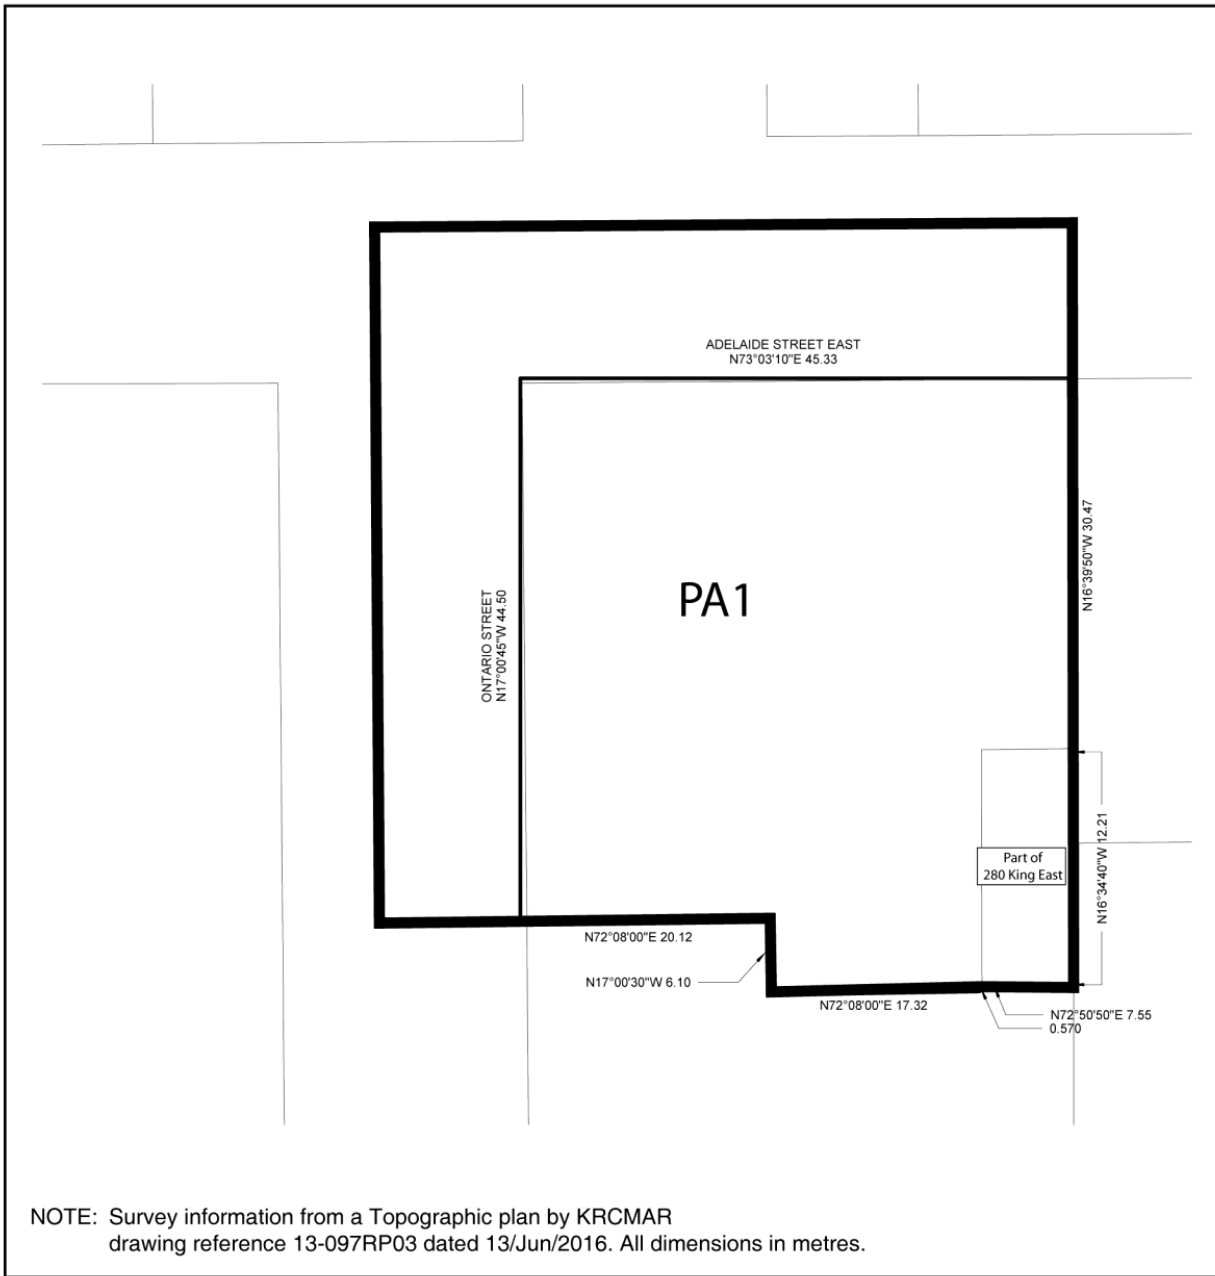 ADELAIDE STREET EAST
N73°03'10"E 45.33
N16°39'50"W 30.47
PA1
ONTARIO STREET
N17°00'45"W 44.50
N16°34'40"W 12.21
Part of
280 King East
N72°08'00"E 20.12
N17°00'30"W 6.10
N72°08'00"E 17.32
N72°50'50"E 7.55
0.570
NOTE: Survey information from a Topographic plan by KRCMAR
drawing reference 13-097RP03 dated 13/Jun/2016. All dimensions in metres.